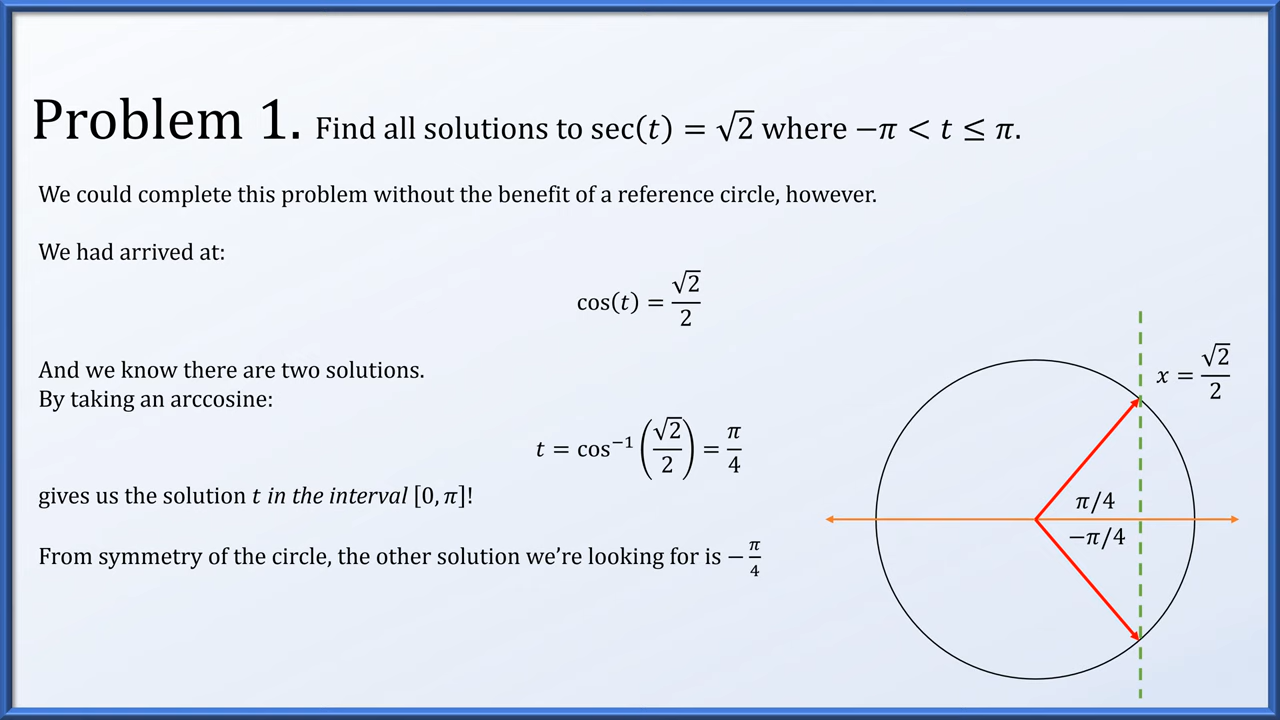 Problem 1. Find all solutions to sec(t) = √2 where −π < t ≤ π.
We could complete this problem without the benefit of a reference circle, however.
We had arrived at:
cos(t) = √2/2
And we know there are two solutions.
By taking an arccosine:
t = cos⁻¹(√2/2) = π/4
gives us the solution t in the interval [0, π]!
From symmetry of the circle, the other solution we’re looking for is −π/4
x = √2/2
π/4
−π/4